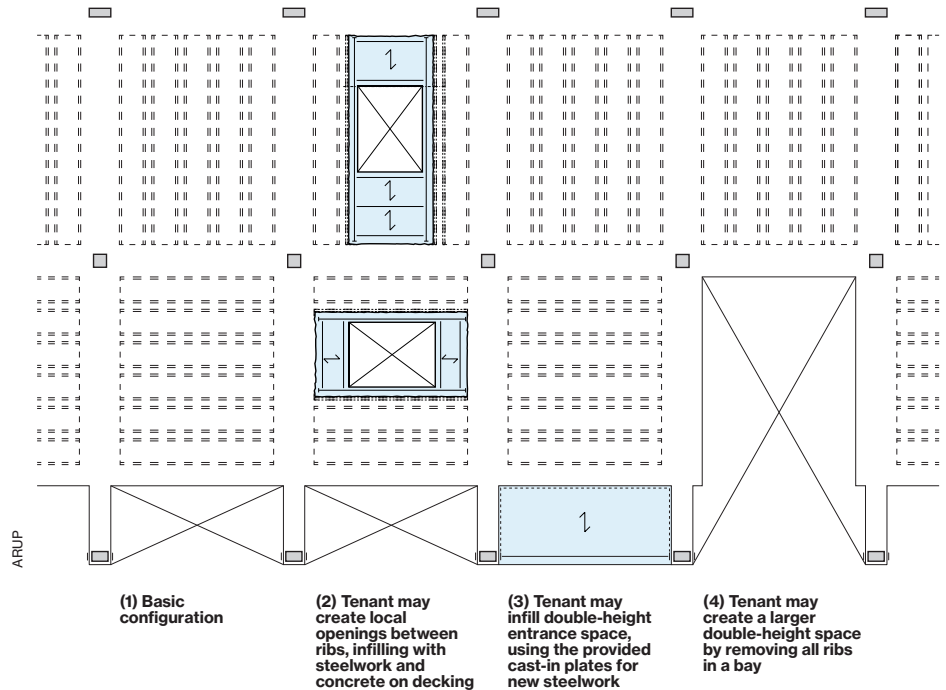 ARUP
(1) Basic
configuration
(2) Tenant may
create local
openings between
ribs, infilling with
steelwork and
concrete on decking
(3) Tenant may
infill double-height
entrance space,
using the provided
cast-in plates for
new steelwork
(4) Tenant may
create a larger
double-height space
by removing all ribs
in a bay